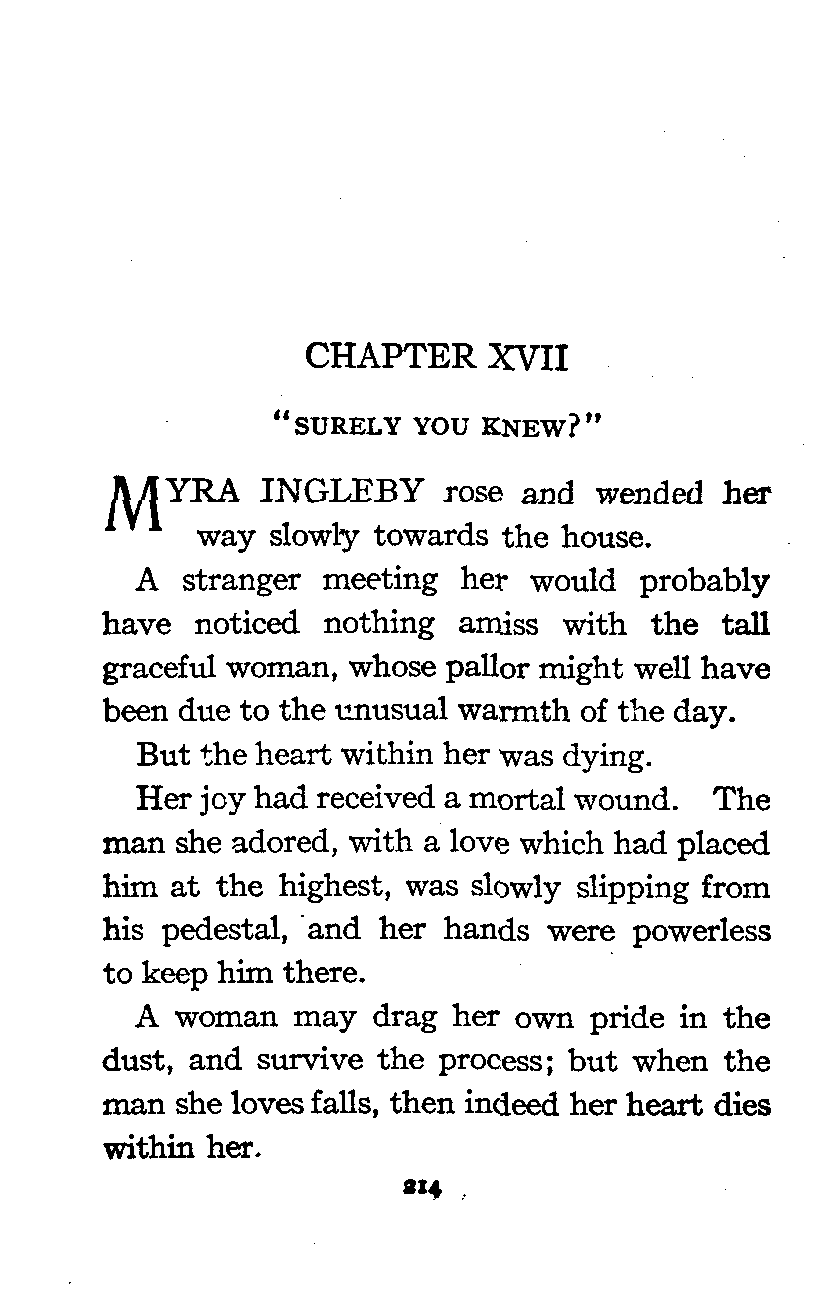 CHAPTER XVII
"SURELY YOU KNEW?"
MYRA INGLEBY rose and wended her
way slowly towards the house.
A stranger meeting her would probably
have noticed nothing amiss with the tall
graceful woman, whose pallor might well have
been due to the unusual warmth of the day.
But the heart within her was dying.
Her joy had received a mortal wound. The
man she adored, with a love which had placed
him at the highest, was slowly slipping from
his pedestal, and her hands were powerless
to keep him there.
A woman may drag her own pride in the
dust, and survive the process; but when the
man she loves falls, then indeed her heart dies
within her.
214